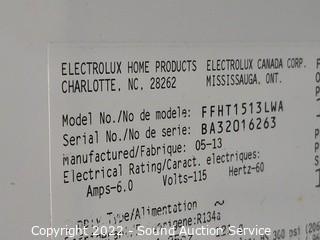 ELECTROLUX HOME PRODUCTS ELECTROLUX CANADA CORP.
CHARLOTTE, NC, 28262 MISSISSAUGA, ONT.
Model No./No de modele: FFHT1513LWA
Serial No./No de serie: BA32016263
Manufactured/Fabrique: 05-13
Electrical Rating/Caract. electriques:
Amps-6.0 Volts-115 Hertz-60
Type/Alimentation ~
R134a
Copyright 2022 - Sound Auction Service